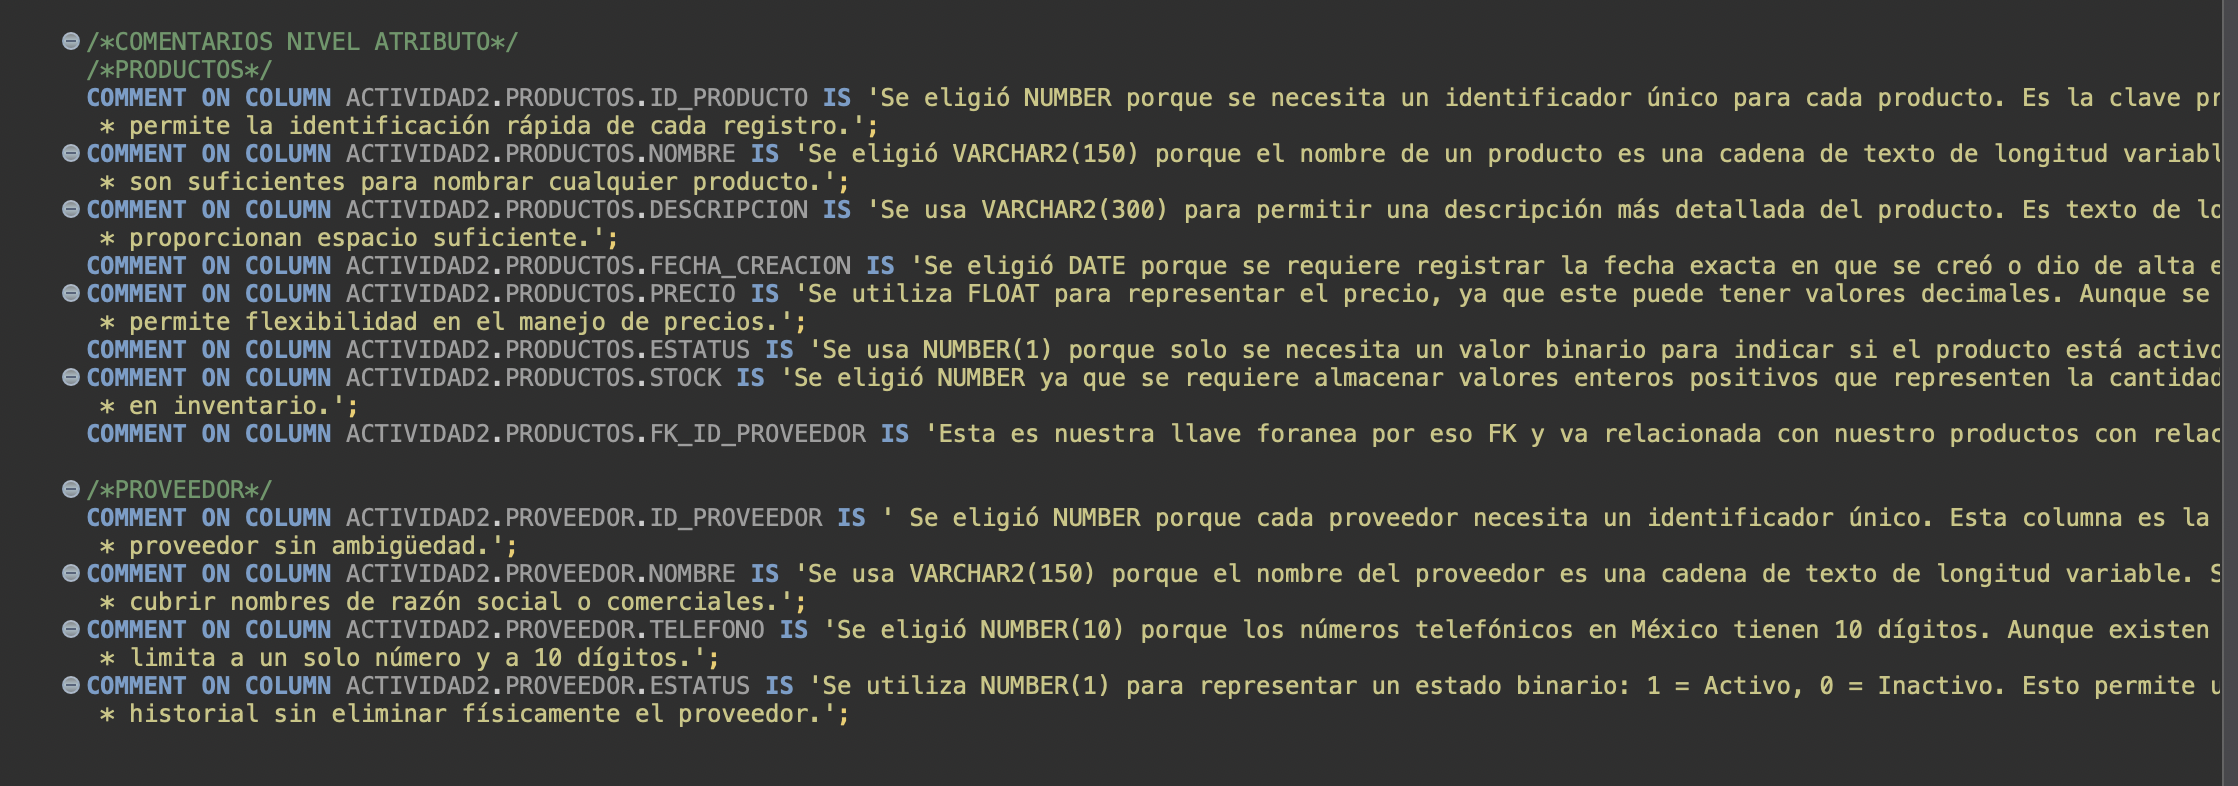 /*COMENTARIOS NIVEL ATRIBUTO*/
/*PRODUCTOS*/
COMMENT ON COLUMN ACTIVIDAD2.PRODUCTOS.ID_PRODUCTO IS 'Se eligió NUMBER porque se necesita un identificador único para cada producto. Es la clave pr
* permite la identificación rápida de cada registro.';
COMMENT ON COLUMN ACTIVIDAD2.PRODUCTOS.NOMBRE IS 'Se eligió VARCHAR2(150) porque el nombre de un producto es una cadena de texto de longitud variabl
* son suficientes para nombrar cualquier producto.';
COMMENT ON COLUMN ACTIVIDAD2.PRODUCTOS.DESCRIPCION IS 'Se usa VARCHAR2(300) para permitir una descripción más detallada del producto. Es texto de lo
* proporcionan espacio suficiente.';
COMMENT ON COLUMN ACTIVIDAD2.PRODUCTOS.FECHA_CREACION IS 'Se eligió DATE porque se requiere registrar la fecha exacta en que se creó o dio de alta e
COMMENT ON COLUMN ACTIVIDAD2.PRODUCTOS.PRECIO IS 'Se utiliza FLOAT para representar el precio, ya que este puede tener valores decimales. Aunque se
* permite flexibilidad en el manejo de precios.';
COMMENT ON COLUMN ACTIVIDAD2.PRODUCTOS.ESTATUS IS 'Se usa NUMBER(1) porque solo se necesita un valor binario para indicar si el producto está activo
COMMENT ON COLUMN ACTIVIDAD2.PRODUCTOS.STOCK IS 'Se eligió NUMBER ya que se requiere almacenar valores enteros positivos que representen la cantidad
* en inventario.';
COMMENT ON COLUMN ACTIVIDAD2.PRODUCTOS.FK_ID_PROVEEDOR IS 'Esta es nuestra llave foranea por eso FK y va relacionada con nuestro productos con relac
/*PROVEEDOR*/
COMMENT ON COLUMN ACTIVIDAD2.PROVEEDOR.ID_PROVEEDOR IS ' Se eligió NUMBER porque cada proveedor necesita un identificador único. Esta columna es la
* proveedor sin ambigüedad.';
COMMENT ON COLUMN ACTIVIDAD2.PROVEEDOR.NOMBRE IS 'Se usa VARCHAR2(150) porque el nombre del proveedor es una cadena de texto de longitud variable. S
* cubrir nombres de razón social o comerciales.';
COMMENT ON COLUMN ACTIVIDAD2.PROVEEDOR.TELEFONO IS 'Se eligió NUMBER(10) porque los números telefónicos en México tienen 10 dígitos. Aunque existen
* limita a un solo número y a 10 dígitos.';
COMMENT ON COLUMN ACTIVIDAD2.PROVEEDOR.ESTATUS IS 'Se utiliza NUMBER(1) para representar un estado binario: 1 = Activo, 0 = Inactivo. Esto permite u
* historial sin eliminar físicamente el proveedor.';